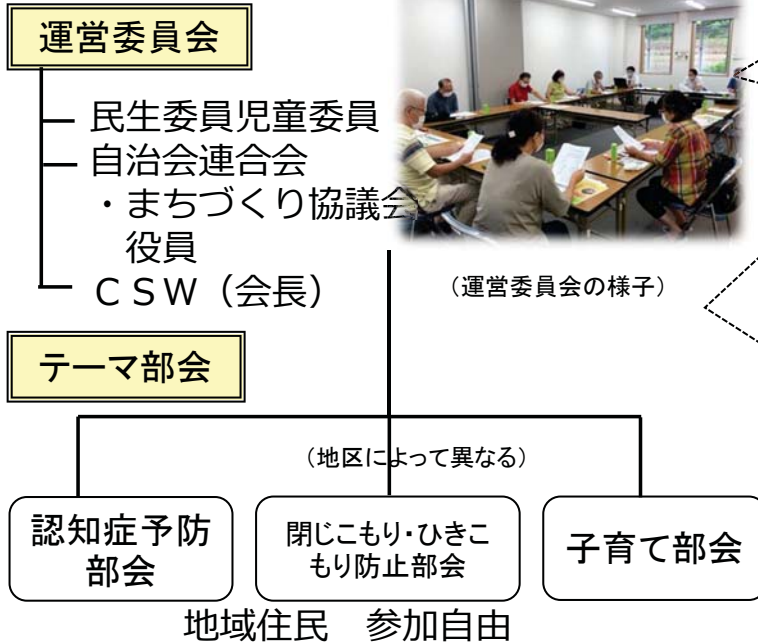 運営委員会
民生委員児童委員
自治会連合会
・まちづくり協議会
役員
ＣＳＷ（会長）
（運営委員会の様子）
テーマ部会
（地区によって異なる）
認知症予防
部会
閉じこもり・ひきこ
もり防止部会
子育て部会
地域住民　参加自由